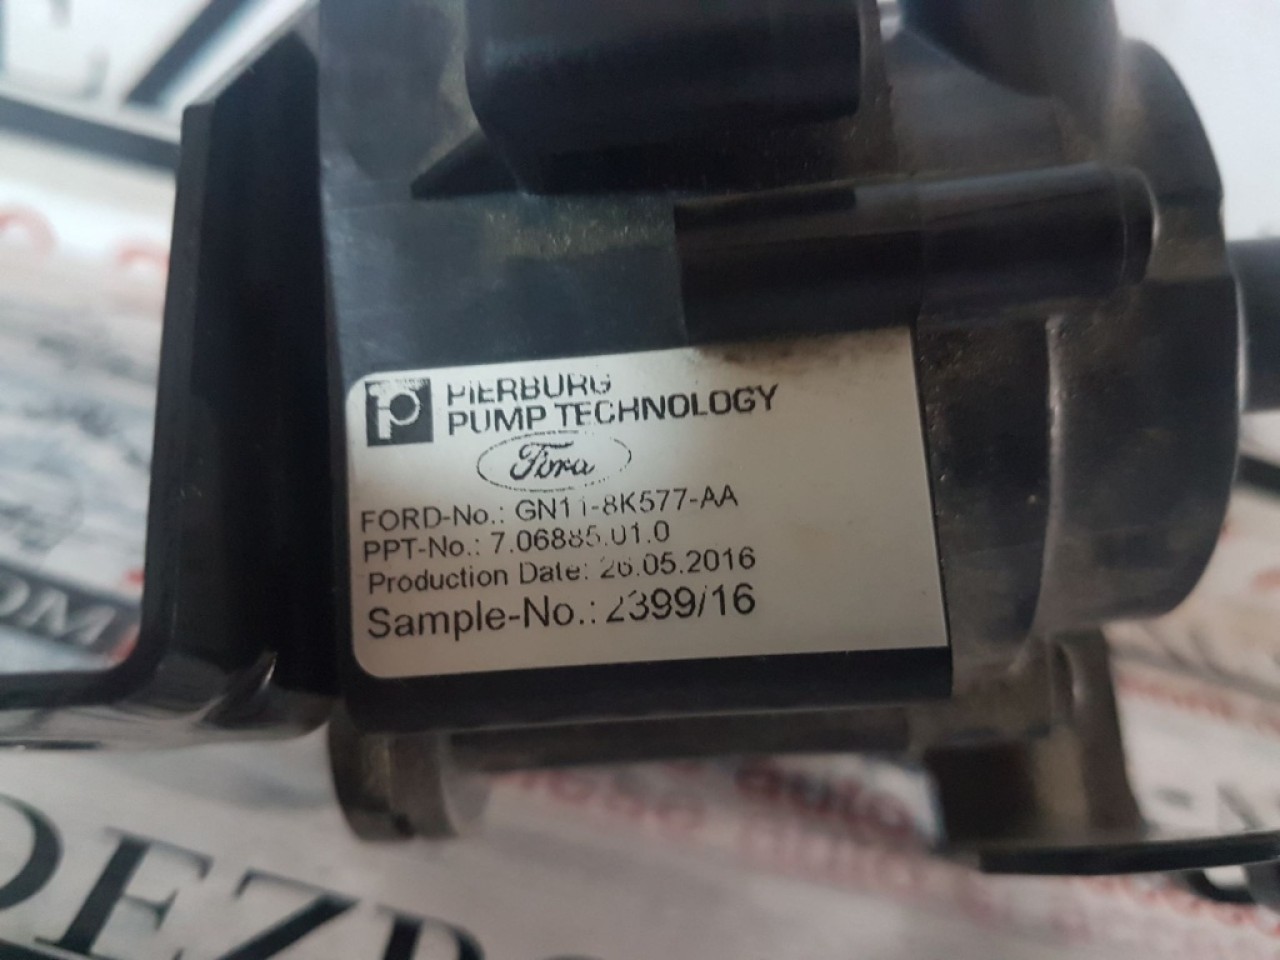 PIERBURG
PUMP TECHNOLOGY
Ford
FORD-No.: GN11-8K577-AA
PPT-No.: 7.06885.01.0
Production Date: 26.05.2016
Sample-No.: 2399/16